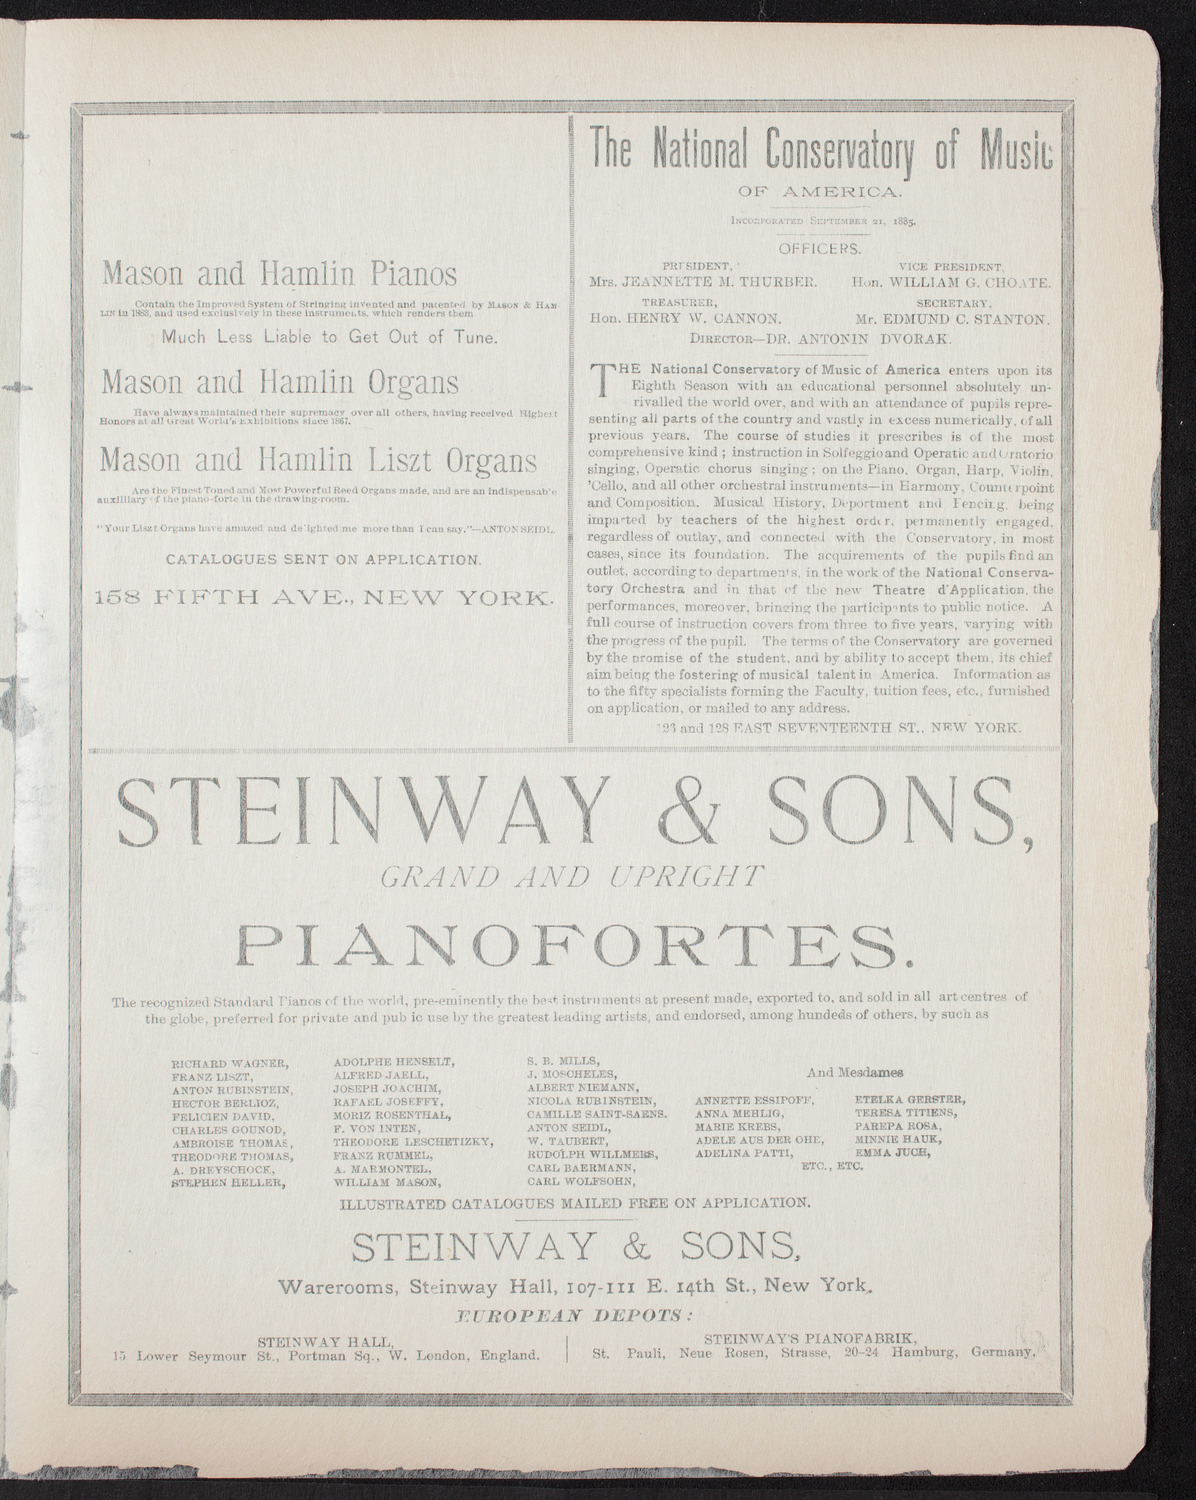 Mason and Hamlin Pianos
Contain the Improved System of Stringing invented and patented by MASON & HAM-
LIN in 1883, and used exclusively in these instruments, which renders them
Much Less Liable to Get Out of Tune.
Mason and Hamlin Organs
Have always maintained their supremacy over all others, having received Highest
Honors at all Great World's Exhibitions since 1867.
Mason and Hamlin Liszt Organs
Are the Finest Toned and Most Powerful Reed Organs made, and are an indispensable
auxilliary of the piano-forte in the drawing-room.
"Your Liszt Organs have amazed and delighted me more than I can say."—ANTON SEIDL.
CATALOGUES SENT ON APPLICATION.
158 FIFTH AVE., NEW YORK.
The National Conservatory of Music
OF AMERICA.
INCORPORATED SEPTEMBER 21, 1885.
OFFICERS.
PRESIDENT, VICE PRESIDENT,
Mrs. JEANNETTE M. THURBER. Hon. WILLIAM G. CHOATE.
TREASURER, SECRETARY,
Hon. HENRY W. CANNON. Mr. EDMUND C. STANTON.
DIRECTOR—DR. ANTONIN DVORAK.
THE National Conservatory of Music of America enters upon its
Eighth Season with an educational personnel absolutely un-
rivalled the world over, and with an attendance of pupils repre-
senting all parts of the country and vastly in excess numerically, of all
previous years. The course of studies it prescribes is of the most
comprehensive kind; instruction in Solfeggio and Operatic and Oratorio
singing, Operatic chorus singing; on the Piano, Organ, Harp, Violin,
'Cello, and all other orchestral instruments—in Harmony, Counterpoint
and Composition. Musical History, Deportment and Fencing, being
imparted by teachers of the highest order, permanently engaged,
regardless of outlay, and connected with the Conservatory, in most
cases, since its foundation. The acquirements of the pupils find an
outlet, according to departments, in the work of the National Conserva-
tory Orchestra and in that of the new Theatre d'Application, the
performances, moreover, bringing the participants to public notice. A
full course of instruction covers from three to five years, varying with
the progress of the pupil. The terms of the Conservatory are governed
by the promise of the student, and by ability to accept them, its chief
aim being the fostering of musical talent in America. Information as
to the fifty specialists forming the Faculty, tuition fees, etc., furnished
on application, or mailed to any address.
and 128 EAST SEVENTEENTH ST., NEW YORK.
STEINWAY & SONS,
GRAND AND UPRIGHT
PIANOFORTES.
The recognized Standard Pianos of the world, pre-eminently the best instruments at present made, exported to, and sold in all art centres of
the globe, preferred for private and public use by the greatest leading artists, and endorsed, among hundeds of others, by such as
RICHARD WAGNER,
FRANZ LISZT,
ANTON RUBINSTEIN,
HECTOR BERLIOZ,
FELICIEN DAVID,
CHARLES GOUNOD,
AMBROISE THOMAS,
THEODORE THOMAS,
A. DREYSCHOCK,
STEPHEN HELLER,
ADOLPHE HENSELT,
ALFRED JAELL,
JOSEPH JOACHIM,
RAFAEL JOSEFFY,
MORIZ ROSENTHAL,
F. VON INTEN,
THEODORE LESCHETIZKY,
FRANZ RUMMEL,
A. MARMONTEL,
WILLIAM MASON,
S. B. MILLS,
J. MOSCHELES,
ALBERT NIEMANN,
NICOLA RUBINSTEIN,
CAMILLE SAINT-SAENS,
ANTON SEIDL,
W. TAUBERT,
RUDOLPH WILLMERS,
CARL BAERMANN,
CARL WOLFSOHN,
And Mesdames
ANNETTE ESSIPOFF,
ANNA MEHLIG,
MARIE KREBS,
ADELE AUS DER OHE,
ADELINA PATTI,
ETELKA GERSTER,
TERESA TITIENS,
PAREPA ROSA,
MINNIE HAUK,
EMMA JUCH,
ETC., ETC.
ILLUSTRATED CATALOGUES MAILED FREE ON APPLICATION.
STEINWAY & SONS,
Warerooms, Steinway Hall, 107-111 E. 14th St., New York.
EUROPEAN DEPOTS:
STEINWAY HALL,
15 Lower Seymour St., Portman Sq., W. London, England.
STEINWAY'S PIANOFABRIK,
St. Pauli, Neue Rosen, Strasse, 20-24 Hamburg, Germany.